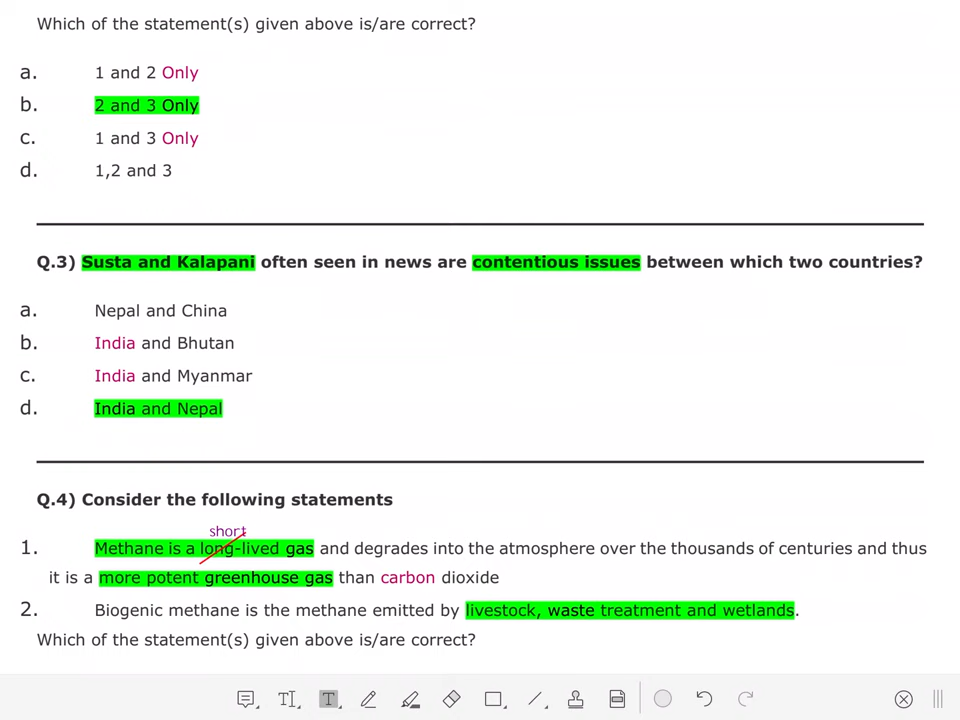 Which of the statement(s) given above is/are correct?
a. 1 and 2 Only
b. 2 and 3 Only
c. 1 and 3 Only
d. 1,2 and 3
Q.3) Susta and Kalapani often seen in news are contentious issues between which two countries?
a. Nepal and China
b. India and Bhutan
c. India and Myanmar
d. India and Nepal
Q.4) Consider the following statements
short
1. Methane is a long-lived gas and degrades into the atmosphere over the thousands of centuries and thus
it is a more potent greenhouse gas than carbon dioxide
2. Biogenic methane is the methane emitted by livestock, waste treatment and wetlands.
Which of the statement(s) given above is/are correct?